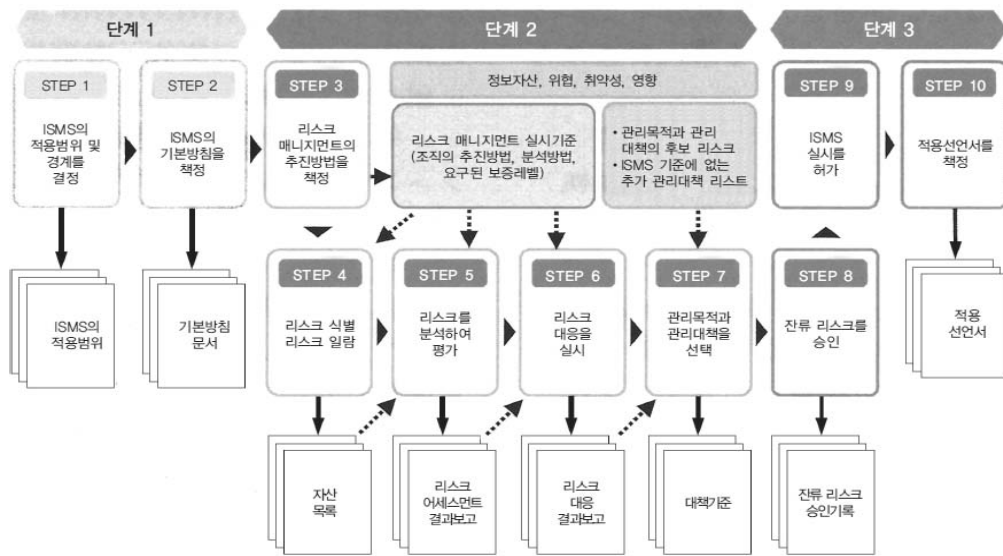 단계 1
단계 2
단계 3
STEP 1
ISMS의
적용범위 및
경계를
결정
STEP 2
ISMS의
기본방침을
책정
STEP 3
리스크
매니지먼트의
추진방법을
책정
정보자산, 위협, 취약성, 영향
리스크 매니지먼트 실시기준
(조직의 추진방법, 분석방법,
요구된 보증레벨)
• 관리목적과 관리
대책의 후보 리스크
• ISMS 기준에 없는
추가 관리대책 리스트
STEP 9
ISMS
실시를
허가
STEP 10
적용선언서를
책정
STEP 4
리스크 식별
리스크 일람
STEP 5
리스크를
분석하여
평가
STEP 6
리스크
대응을
실시
STEP 7
관리목적과
관리대책을
선택
STEP 8
잔류 리스크를
승인
ISMS의
적용범위
기본방침
문서
적용
선언서
자산
목록
리스크
어세스먼트
결과보고
리스크
대응
결과보고
대책기준
잔류 리스크
승인기록